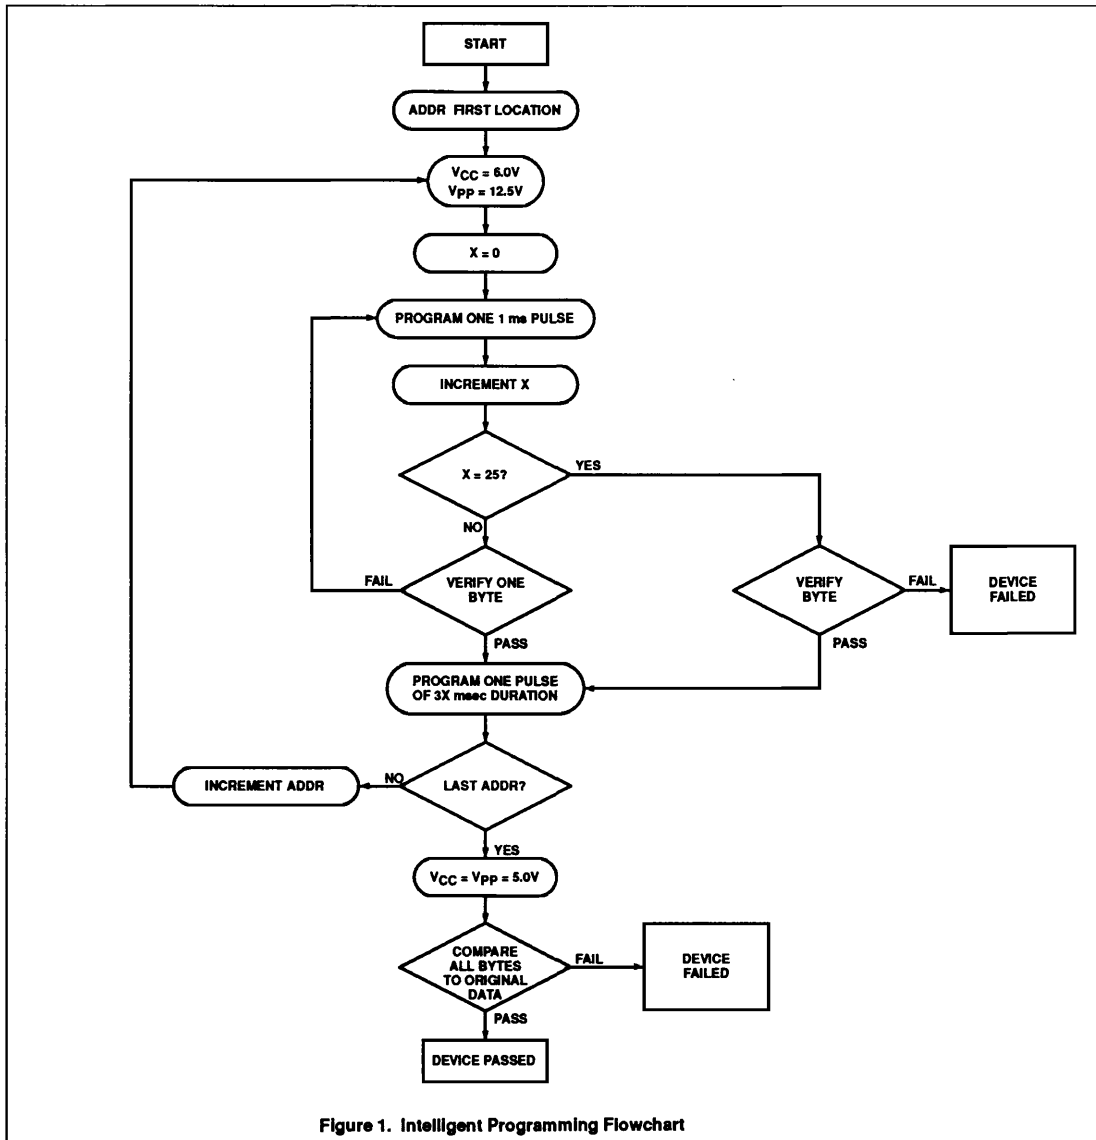 START
ADDR FIRST LOCATION
VCC = 6.0V
VPP = 12.5V
X = 0
PROGRAM ONE 1 ms PULSE
INCREMENT X
X = 25?
YES
NO
VERIFY ONE
BYTE
FAIL
PASS
VERIFY
BYTE
FAIL
PASS
DEVICE
FAILED
PROGRAM ONE PULSE
OF 3X msec DURATION
LAST ADDR?
NO
INCREMENT ADDR
YES
VCC = VPP = 5.0V
COMPARE
ALL BYTES
TO ORIGINAL
DATA
FAIL
DEVICE
FAILED
PASS
DEVICE PASSED
Figure 1. Intelligent Programming Flowchart